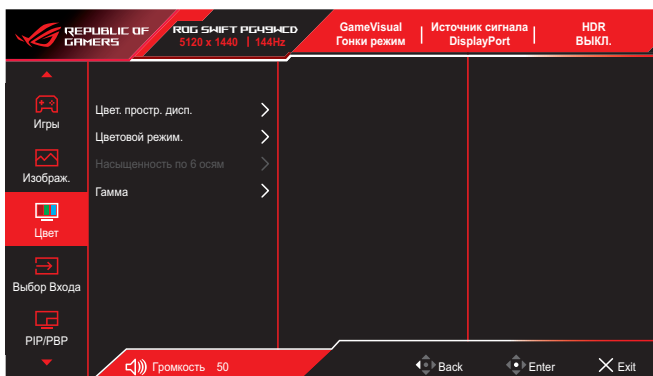 REPUBLIC OF
GAMERS
ROG SWIFT PG49WCD
5120 x 1440 | 144Hz
GameVisual
Гонки режим
Источник сигнала
DisplayPort
HDR
ВЫКЛ.
Игры
Изображ.
Цвет
Выбор Входа
PIP/PBP
Цвет. простр. дисп.
Цветовой режим.
Насыщенность по 6 осям
Гамма
Громкость 50
Back
Enter
Exit